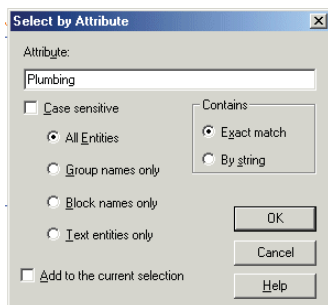 Select by Attribute
Attribute:
Plumbing
Case sensitive
All Entities
Group names only
Block names only
Text entities only
Add to the current selection
Contains
Exact match
By string
OK
Cancel
Help